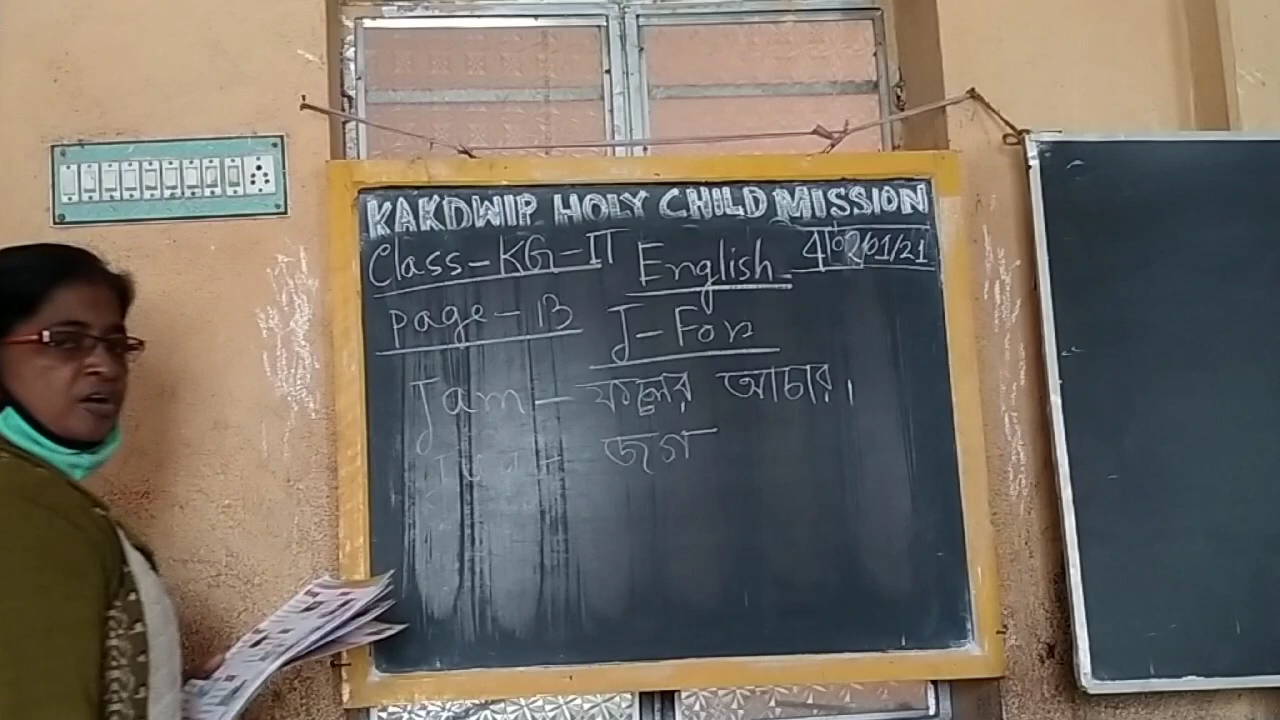 KAKDWIP HOLY CHILD MISSION
Class-KG-II English 02/01/21
page-13 J-For
Jam - ফলের আচার।
জগ